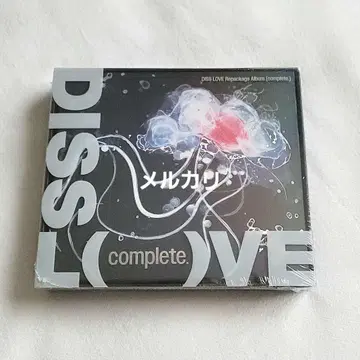 DISS LOVE Repackage Album [complete.]
DISS
メルカリ
L( complete. )VE